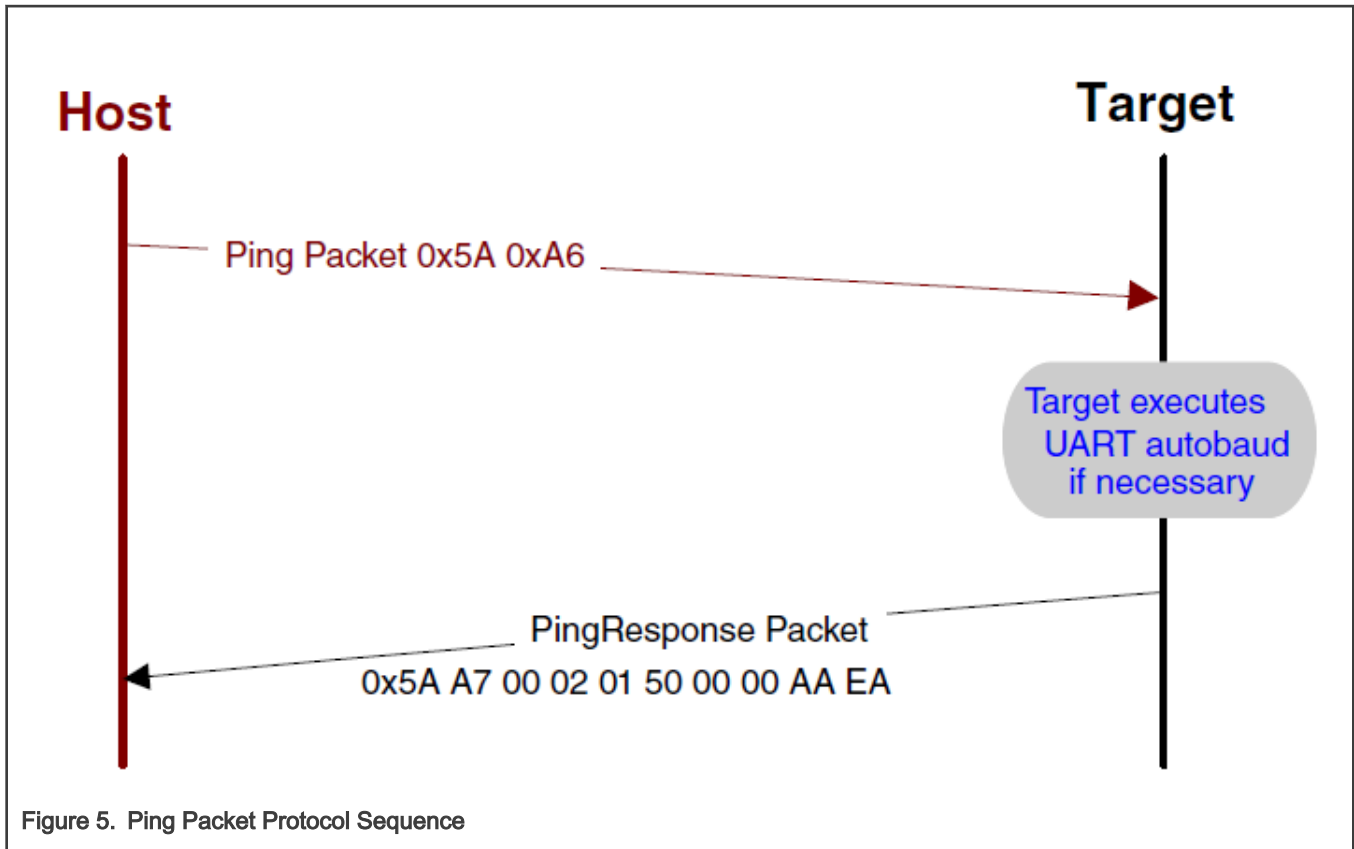 Host
Target
Ping Packet 0x5A 0xA6
Target executes
UART autobaud
if necessary
PingResponse Packet
0x5A A7 00 02 01 50 00 00 AA EA
Figure 5. Ping Packet Protocol Sequence